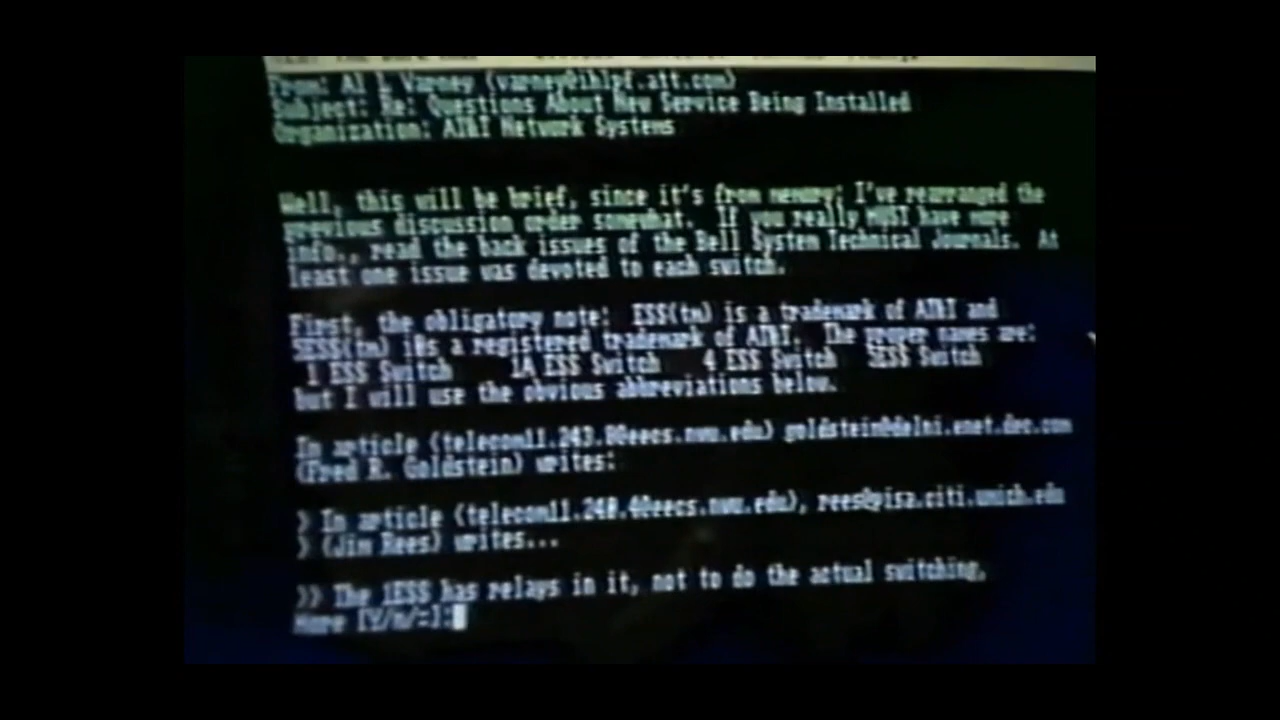 From: Al L Varney (varney@ihlpf.att.com)
Subject: Re: Questions About New Service Being Installed
Organization: AT&T Network Systems
Well, this will be brief, since it's from memory; I've rearranged the
previous discussion order somewhat. If you really MUST have more
info., read the back issues of the Bell System Technical Journals. At
least one issue was devoted to each switch.
First, the obligatory note: ESS(tm) is a trademark of AT&T and
5ESS(tm) is a registered trademark of AT&T. The proper names are:
1 ESS Switch 1A ESS Switch 4 ESS Switch 5ESS Switch
but I will use the obvious abbreviations below.
In article (telecom11.243.8@eecs.nwu.edu) goldstein@delni.enet.dec.com
(Fred R. Goldstein) writes:
> In article (telecom11.240.4@eecs.nwu.edu), rees@pisa.citi.umich.edu
> (Jim Rees) writes...
>> The 1ESS has relays in it, not to do the actual switching,
More [Y/n/=]: